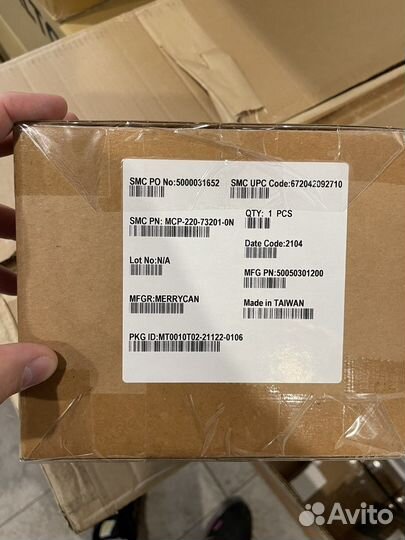 SMC PO No:5000031652 SMC UPC Code:672042092710
SMC PN: MCP-220-73201-0N QTY: 1 PCS
Date Code:2104
Lot No:N/A
MFG PN:50050301200
MFGR:MERRYCAN Made in TAIWAN
PKG ID:MT0010T02-21122-0106
Avito